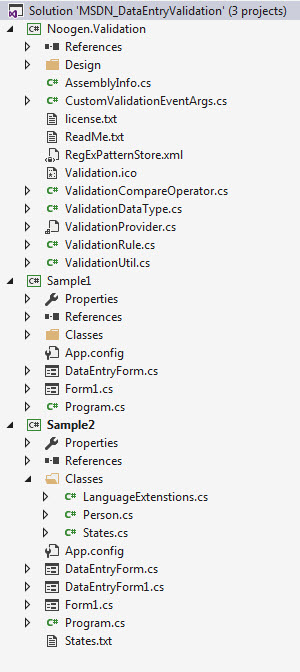 Solution 'MSDN_DataEntryValidation' (3 projects)
C# Noogen.Validation
References
Design
C# AssemblyInfo.cs
C# CustomValidationEventArgs.cs
license.txt
ReadMe.txt
RegExPatternStore.xml
Validation.ico
C# ValidationCompareOperator.cs
C# ValidationDataType.cs
ValidationProvider.cs
C# ValidationRule.cs
C# ValidationUtil.cs
C# Sample1
Properties
References
Classes
App.config
DataEntryForm.cs
Form1.cs
C# Program.cs
C# Sample2
Properties
References
Classes
C# LanguageExtenstions.cs
C# Person.cs
C# States.cs
App.config
DataEntryForm.cs
DataEntryForm1.cs
Form1.cs
C# Program.cs
States.txt